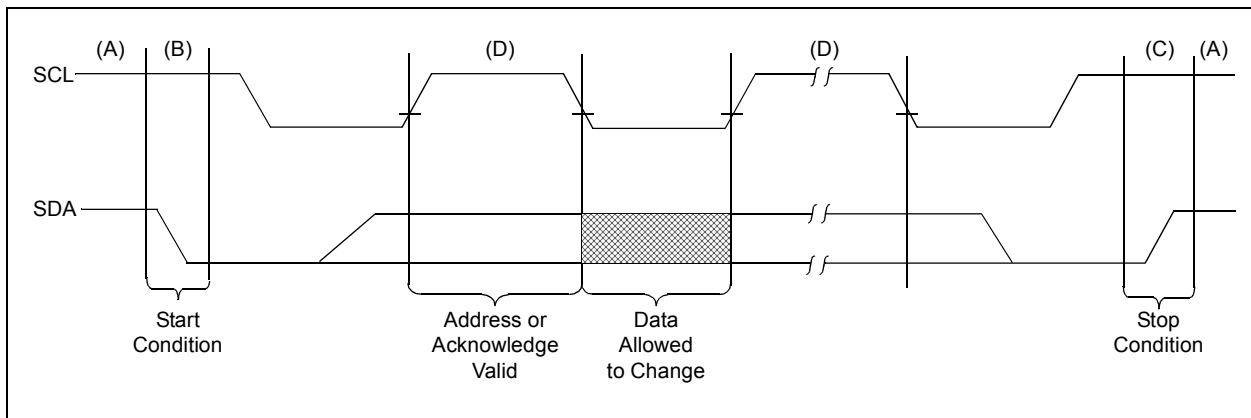 (A) (B) (D) (D) (C) (A)
SCL
SDA
Start
Condition
Address or
Acknowledge
Valid
Data
Allowed
to Change
Stop
Condition